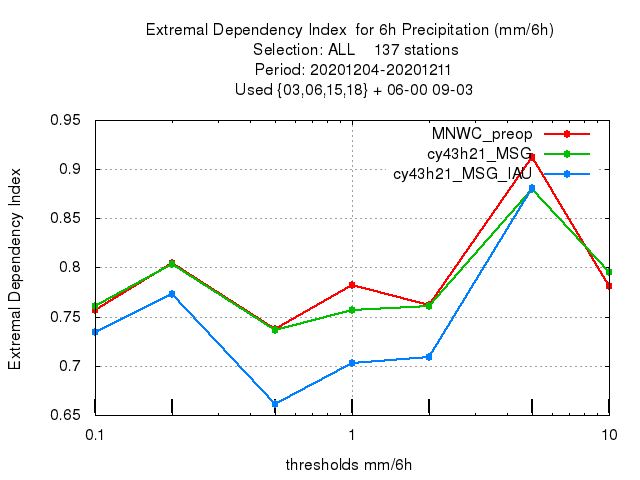 Extremal Dependency Index  for 6h Precipitation (mm/6h)
Selection: ALL    137 stations
Period: 20201204-20201211
Used {03,06,15,18} + 06-00 09-03
Extremal Dependency Index
0.95
0.9
0.85
0.8
0.75
0.7
0.65
MNWC_preop
cy43h21_MSG
cy43h21_MSG_IAU
0.1
1
10
thresholds mm/6h